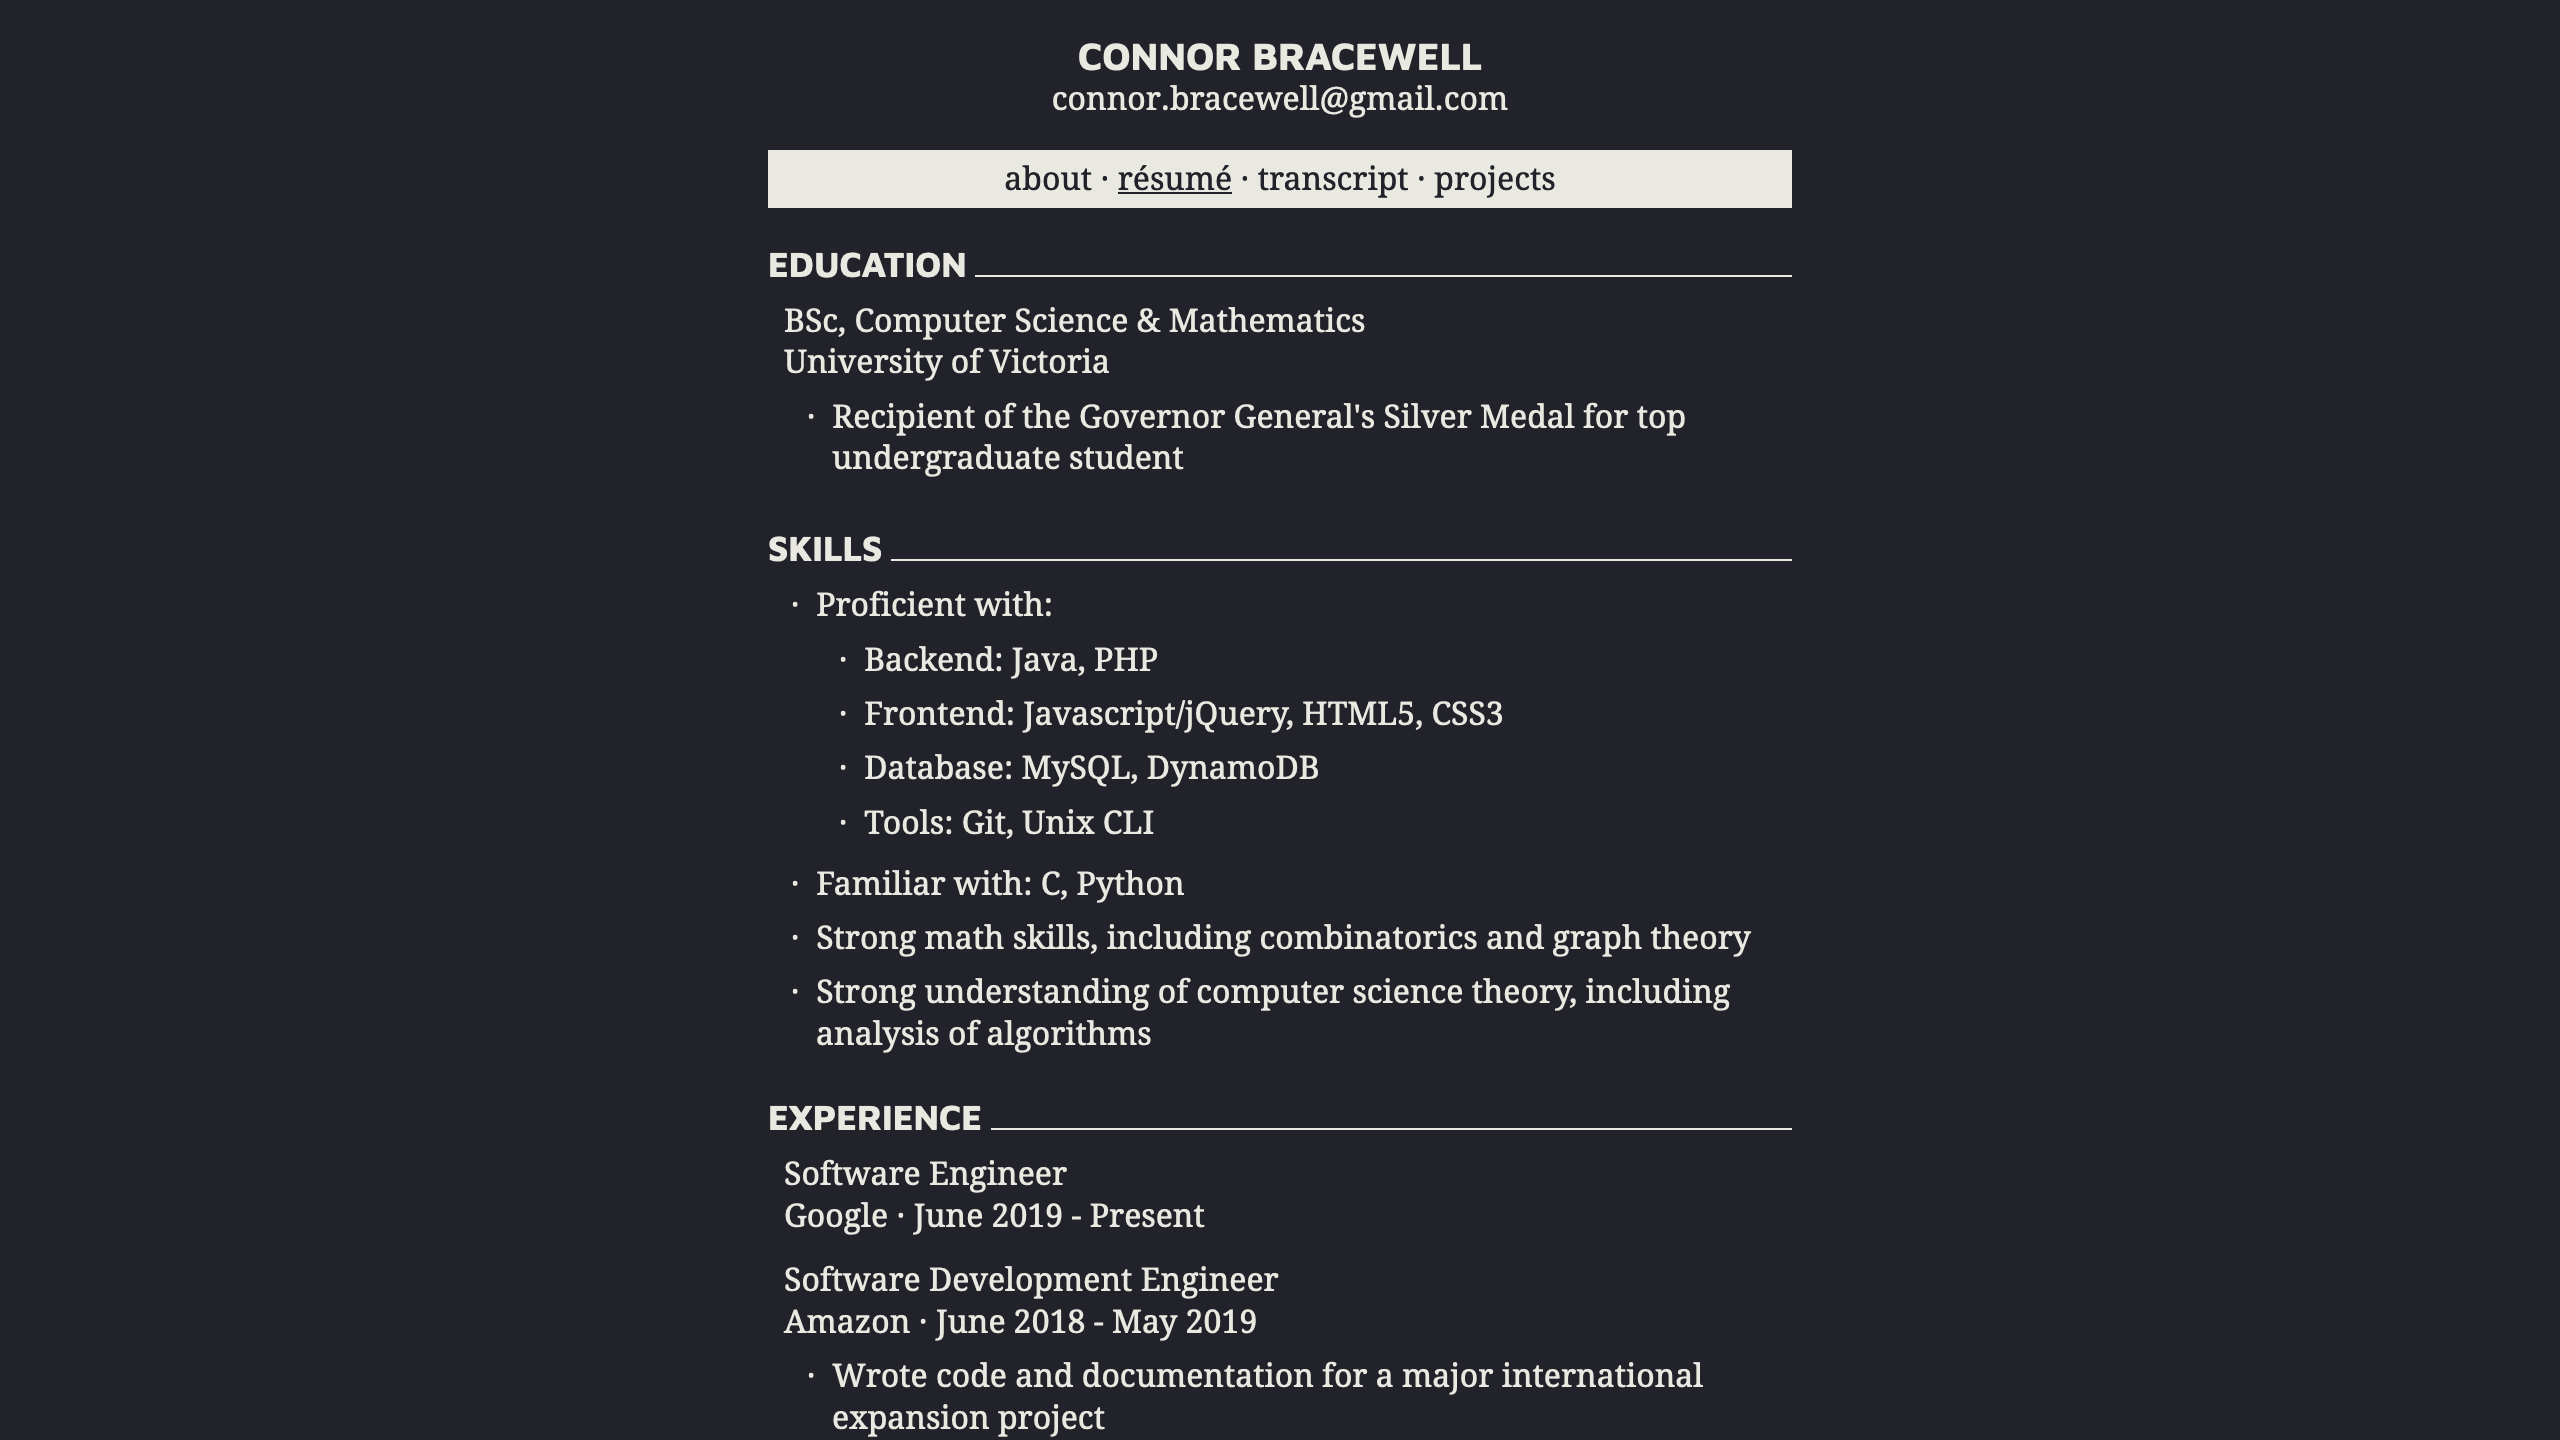 CONNOR BRACEWELL
connor.bracewell@gmail.com
about · résumé · transcript · projects
EDUCATION
BSc, Computer Science & Mathematics
University of Victoria
· Recipient of the Governor General's Silver Medal for top
undergraduate student
SKILLS
· Proficient with:
· Backend: Java, PHP
· Frontend: Javascript/jQuery, HTML5, CSS3
· Database: MySQL, DynamoDB
· Tools: Git, Unix CLI
· Familiar with: C, Python
· Strong math skills, including combinatorics and graph theory
· Strong understanding of computer science theory, including
analysis of algorithms
EXPERIENCE
Software Engineer
Google · June 2019 - Present
Software Development Engineer
Amazon · June 2018 - May 2019
· Wrote code and documentation for a major international
expansion project